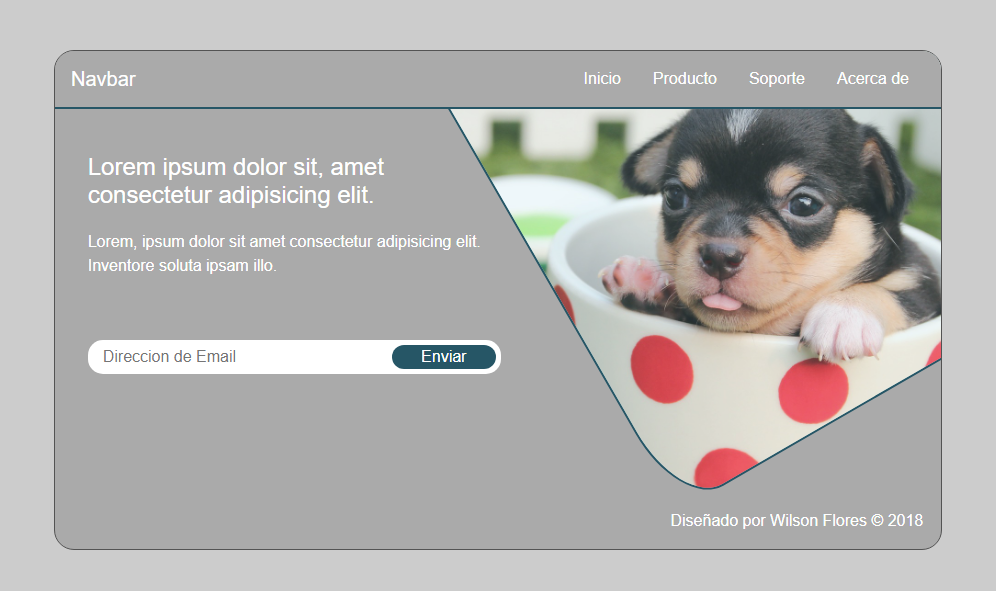 Navbar
Inicio Producto Soporte Acerca de
Lorem ipsum dolor sit, amet
consectetur adipisicing elit.
Lorem, ipsum dolor sit amet consectetur adipisicing elit.
Inventore soluta ipsam illo.
Direccion de Email Enviar
Diseñado por Wilson Flores © 2018